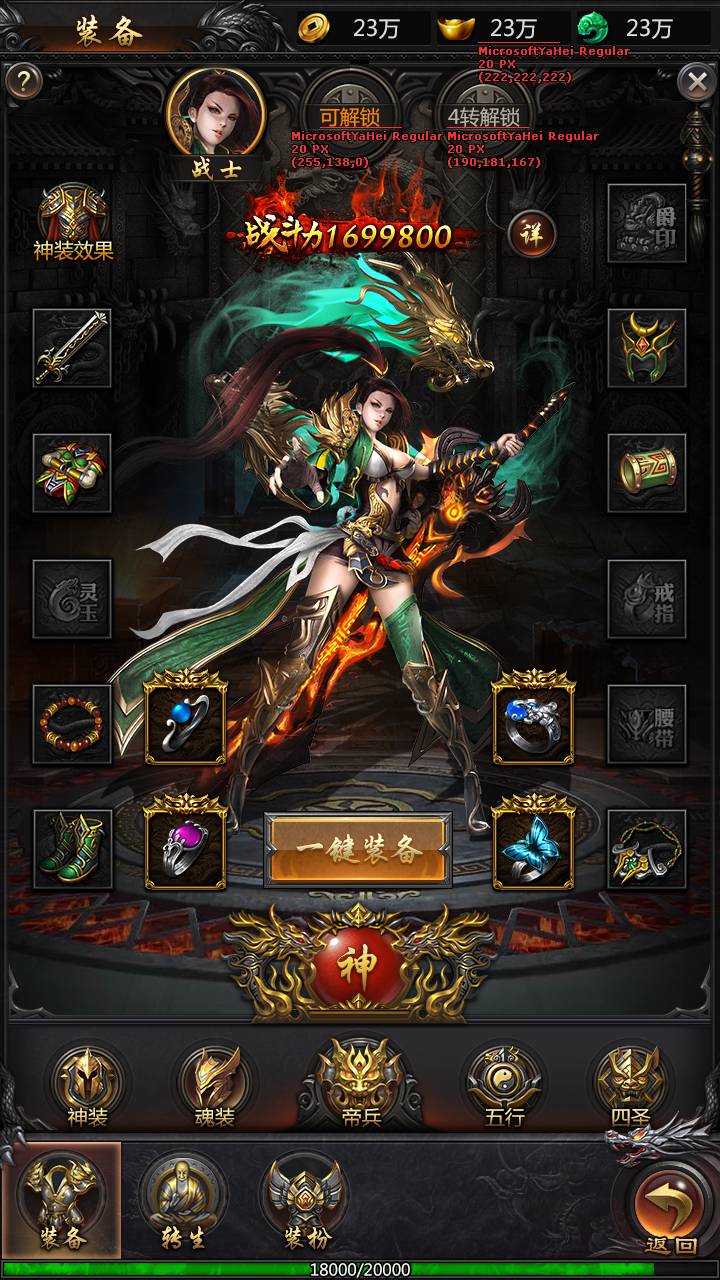 装备
23万
23万
23万
MicrosoftYaHei Regular
20 PX
(222,222,222)
?
可解锁
4转解锁
MicrosoftYaHei Regular
20 PX
(255,138,0)
MicrosoftYaHei Regular
20 PX
(190,181,167)
战士
战斗力1699800
详
神装效果
爵印
灵玉
戒指
腰带
一键装备
神
神装
魂装
帝兵
五行
四圣
装备
转生
装扮
返回
18000/20000